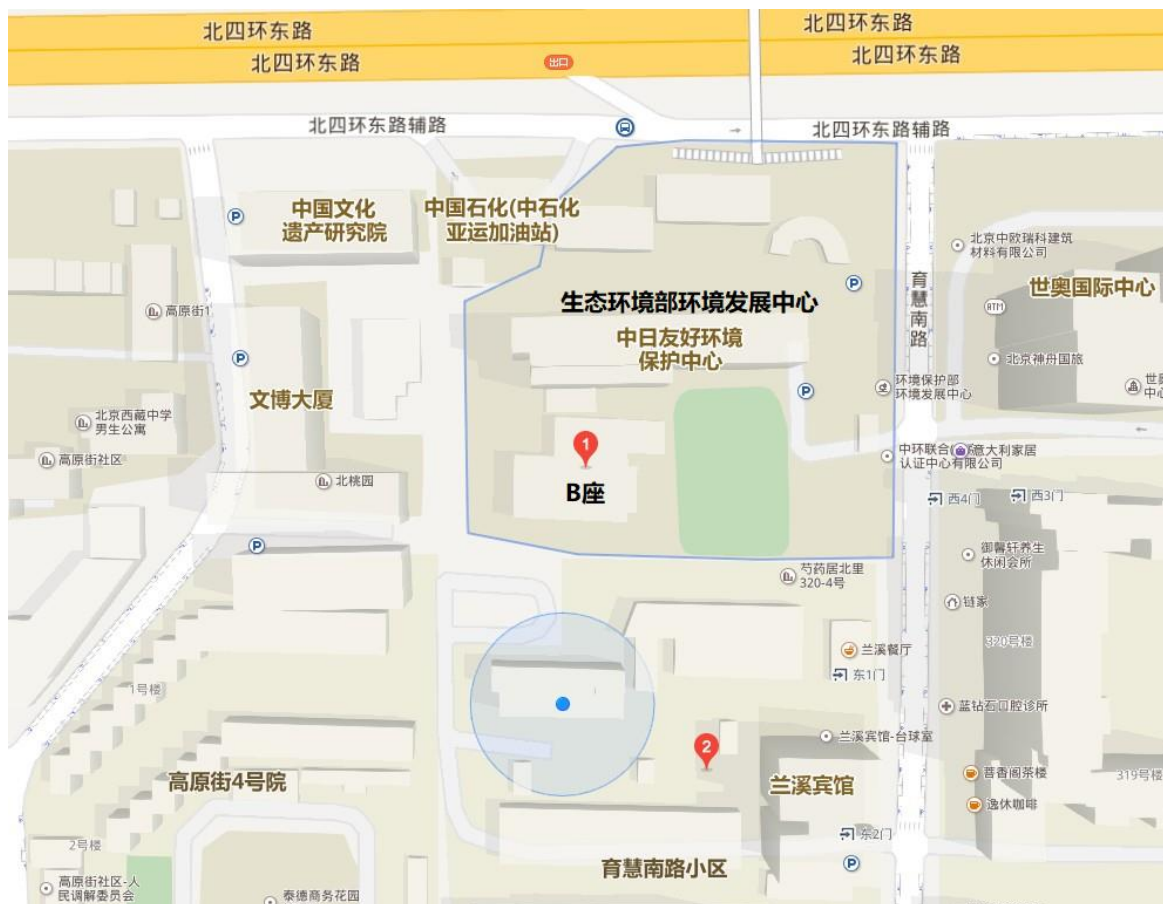 北四环东路
北四环东路
北四环东路
北四环东路
出口
北四环东路辅路
北四环东路辅路
中国文化
遗产研究院
中国石化(中石化
亚运加油站)
P
北京中欧瑞科建筑
材料有限公司
育慧南路
世奥国际中心
P
ATM
高原街1
生态环境部环境发展中心
中日友好环境
保护中心
P
北京神舟国旅
环境保护部
环境发展中心
P
世奥
中心
文博大厦
北京西藏中学
男生公寓
高原街社区
1
中环联合
认证中心有限公司
意大利家居
北桃园
B座
西4门
西3门
P
御馨轩养生
休闲会所
芍药居北里
320-4号
链家
320号楼
兰溪餐厅
东1门
1号楼
蓝钻石口腔诊所
兰溪宾馆-台球室
2
高原街4号院
兰溪宾馆
普香阁茶楼
319号楼
逸休咖啡
2号楼
东2门
育慧南路小区
P
高原街社区-人
民调解委员会
泰德商务花园